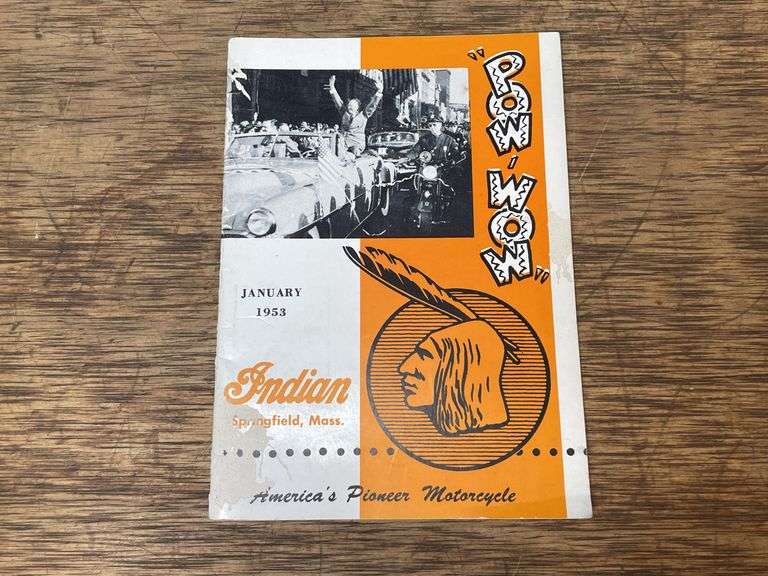 "POW-WOW"
JANUARY
1953
Indian
Springfield, Mass.
America's Pioneer Motorcycle